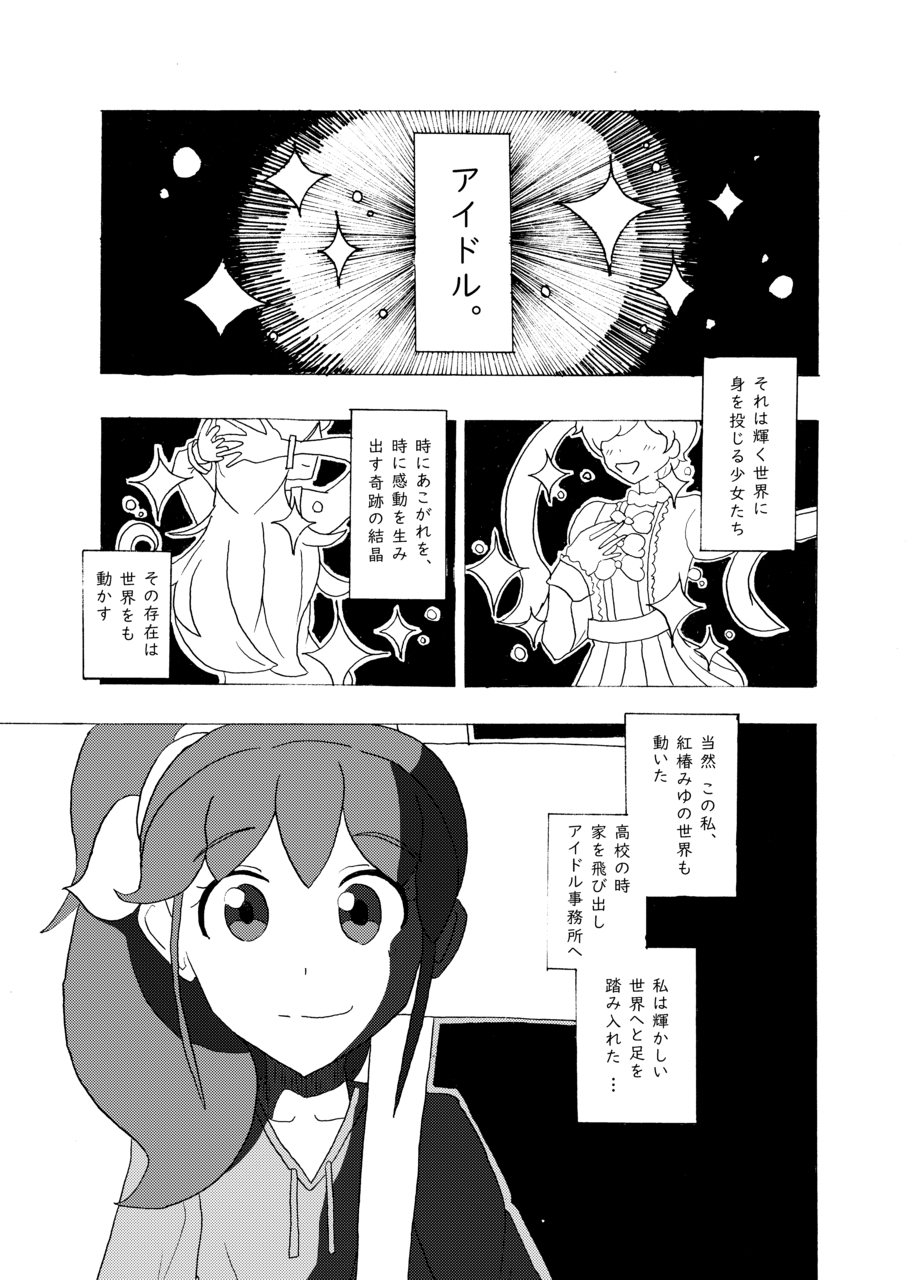 アイドル。
それは輝く世界に
身を投じる少女たち
時にあこがれを、
時に感動を生み
出す奇跡の結晶
その存在は
世界をも
動かす
当然 この私、
紅椿みゆの世界も
動いた
高校の時
家を飛び出し
アイドル事務所へ
私は輝かしい
世界へと足を
踏み入れた …